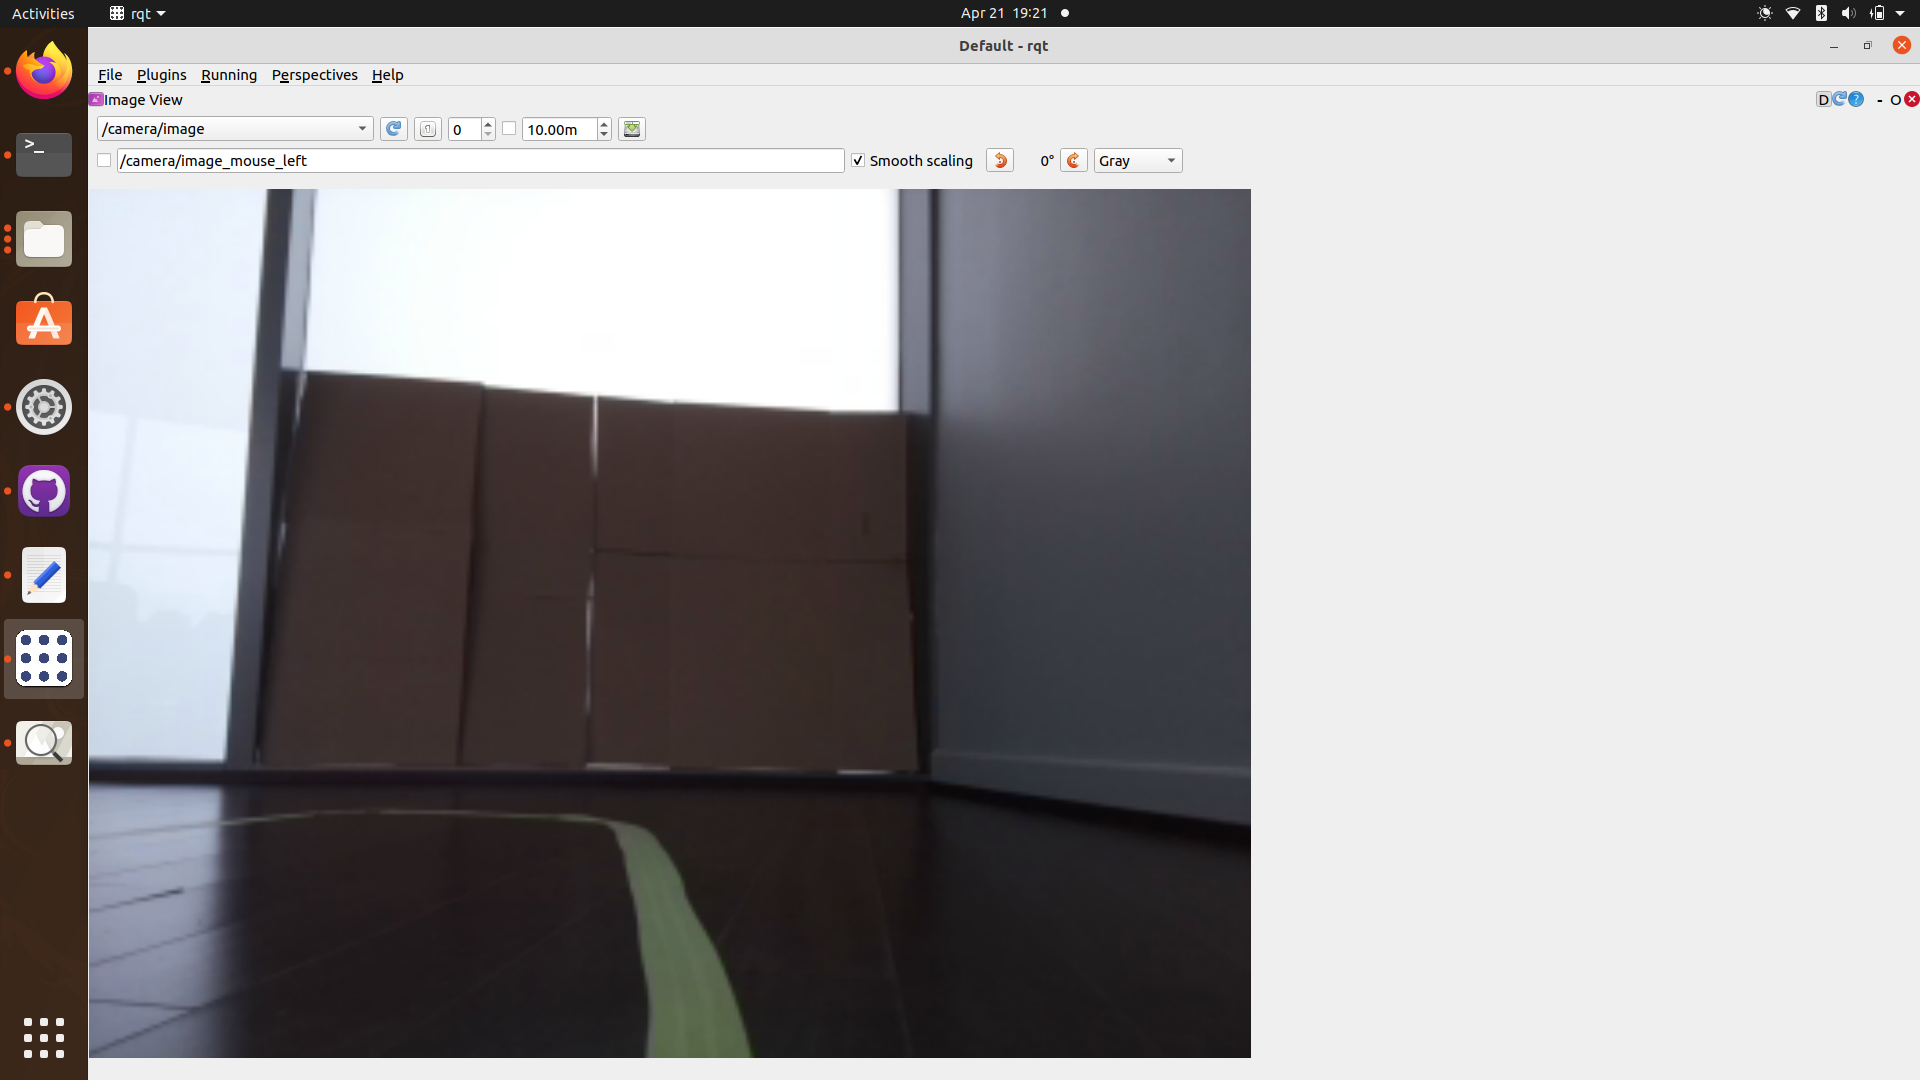 Activities rqt Apr 21 19:21
Default - rqt
File Plugins Running Perspectives Help
Image View D ? - O
/camera/image 0 10.00m
/camera/image_mouse_left Smooth scaling 0° Gray
>_